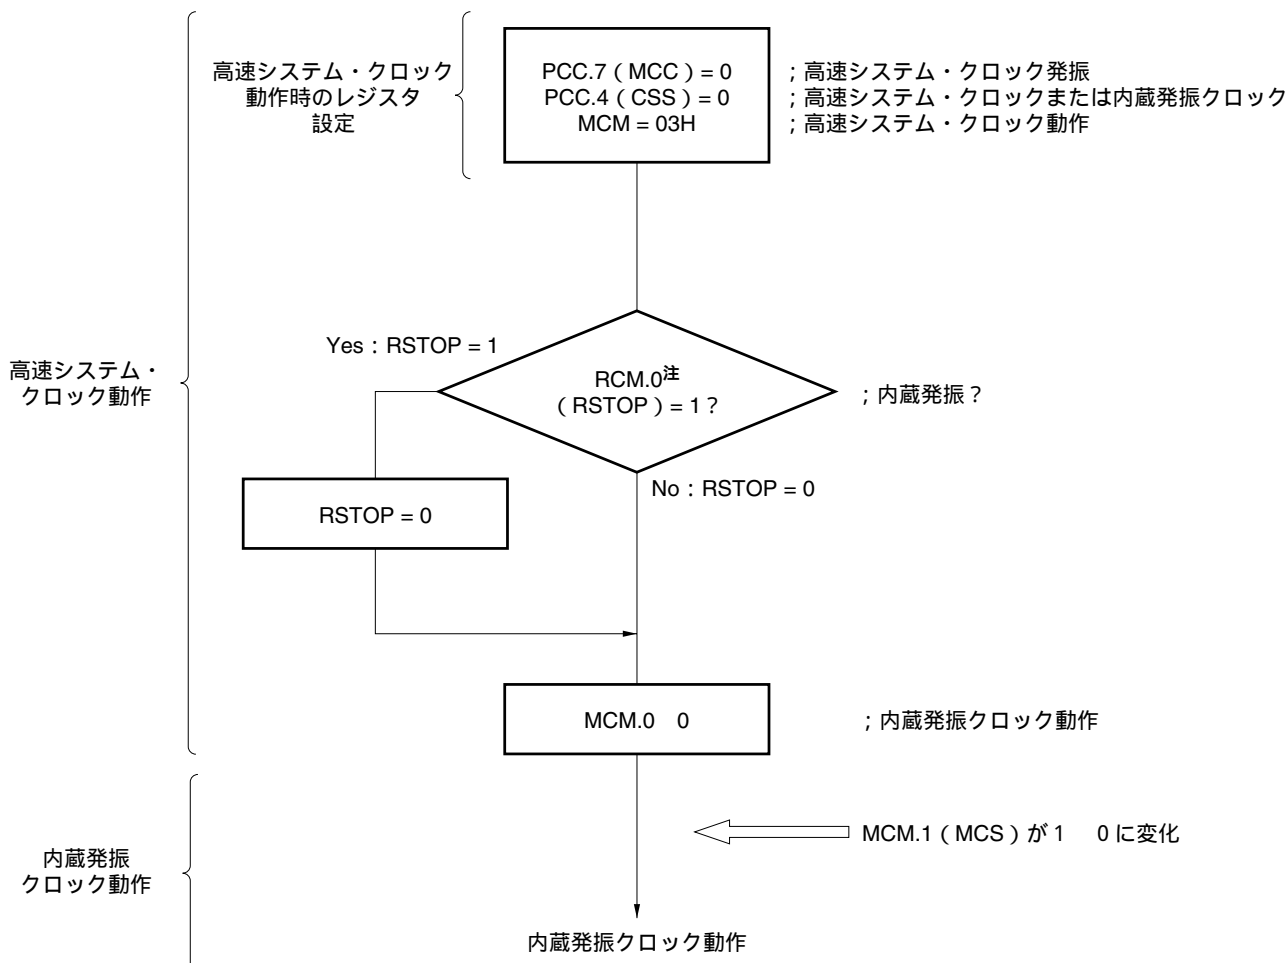 高速システム・クロック
動作時のレジスタ
設定
PCC.7(MCC)= 0
PCC.4(CSS)= 0
MCM = 03H
;高速システム・クロック発振
;高速システム・クロックまたは内蔵発振クロック
;高速システム・クロック動作
高速システム・
クロック動作
Yes:RSTOP = 1
RCM.0注
(RSTOP)= 1?
;内蔵発振?
No:RSTOP = 0
RSTOP = 0
MCM.0 0
;内蔵発振クロック動作
MCM.1(MCS)が 1 0 に変化
内蔵発振
クロック動作
内蔵発振クロック動作